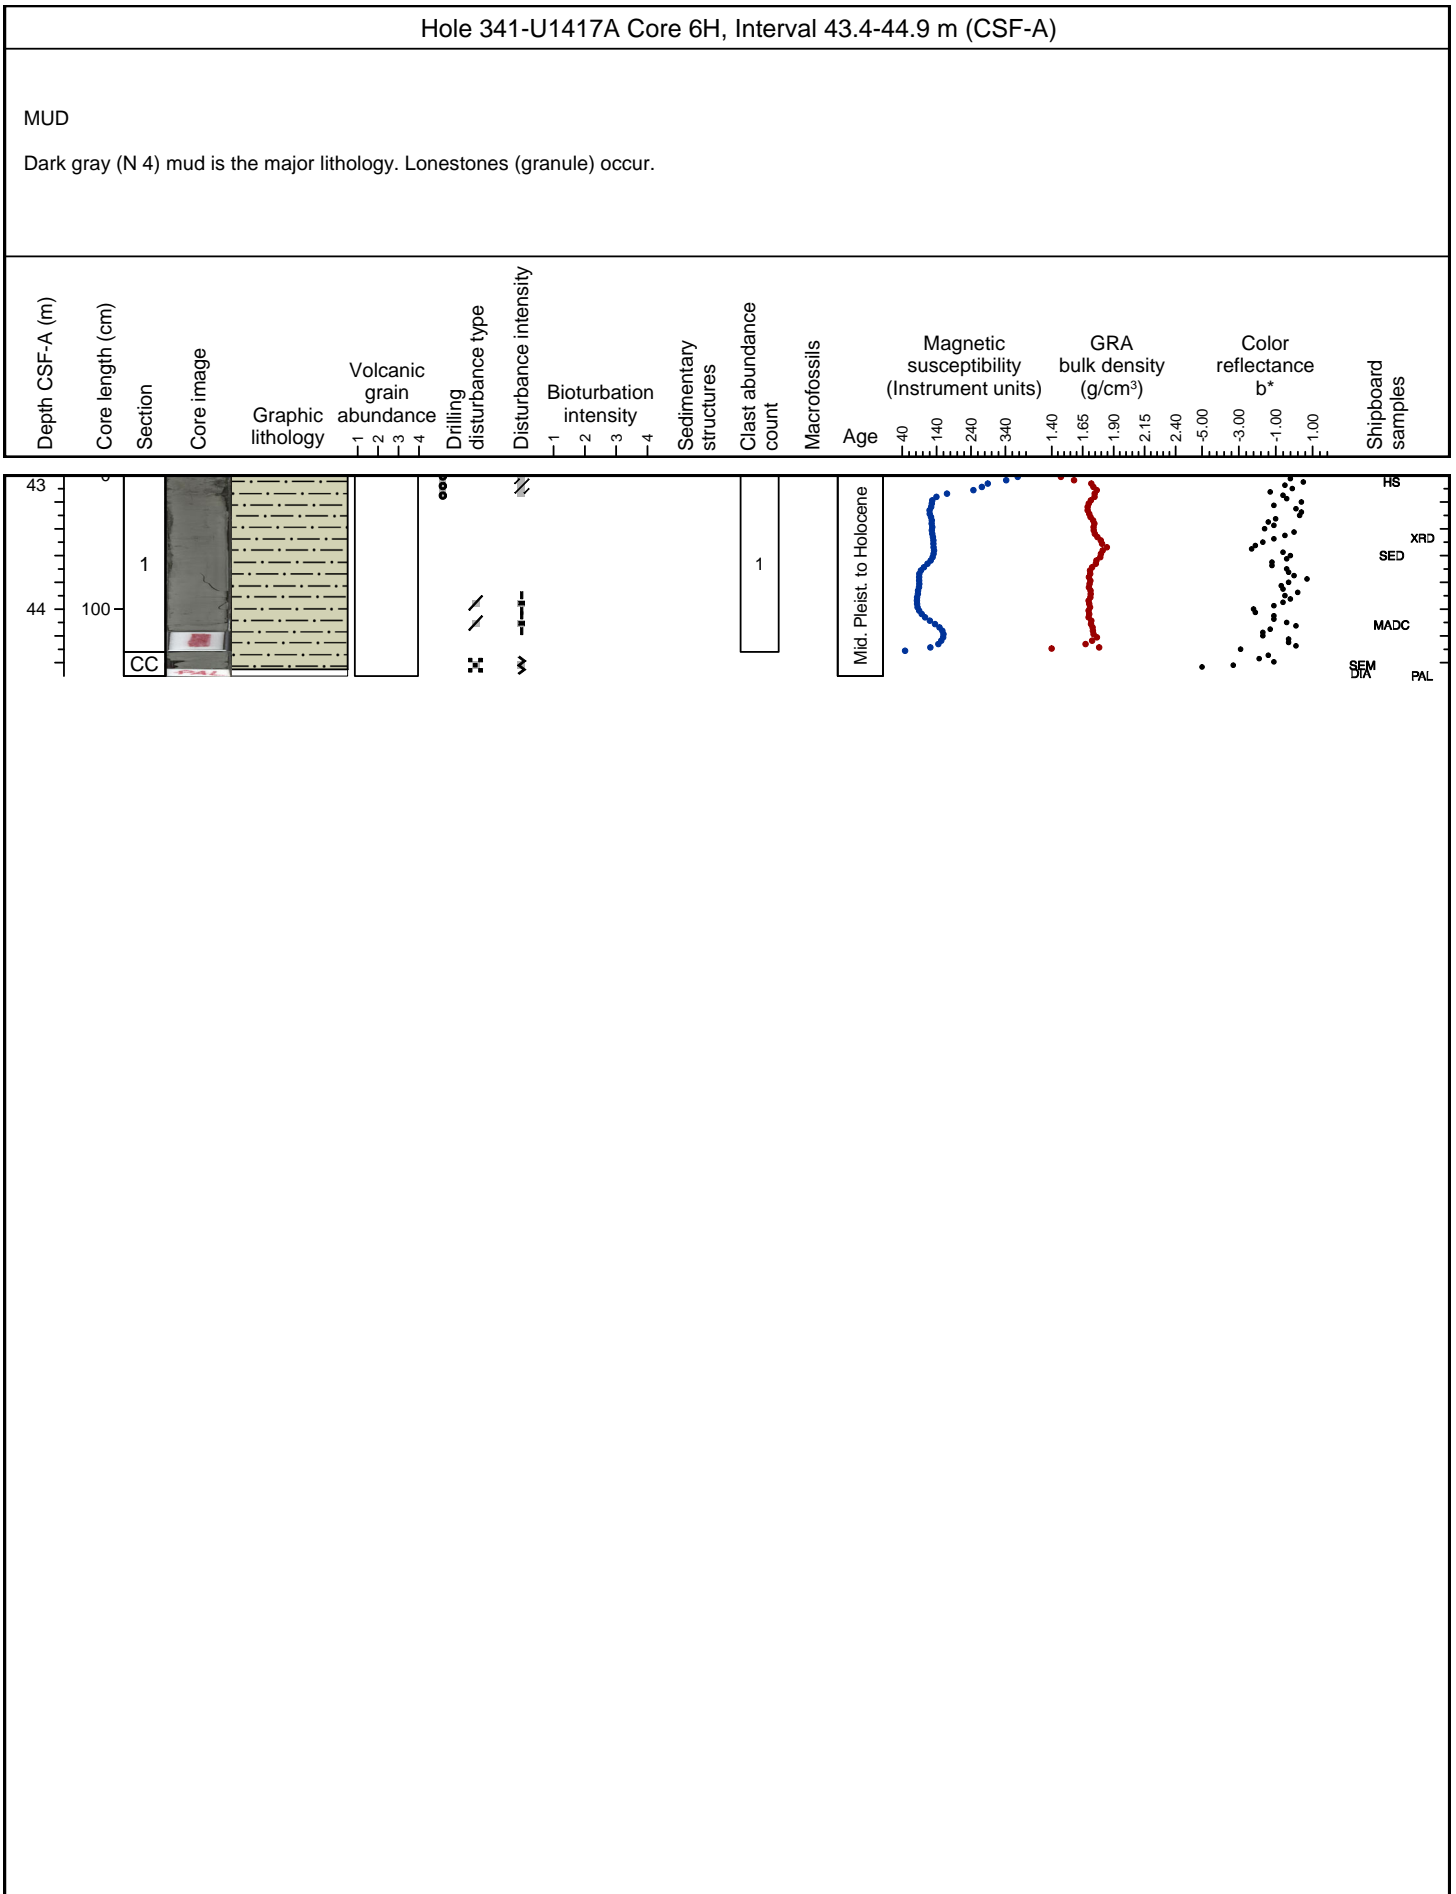 Hole 341-U1417A Core 6H, Interval 43.4-44.9 m (CSF-A)
MUD
Dark gray (N 4) mud is the major lithology. Lonestones (granule) occur.
Depth CSF-A (m)
Core length (cm)
Section
Core image
Graphic
lithology
Volcanic
grain
abundance
1 2 3 4
Drilling
disturbance type
Disturbance intensity
Bioturbation
intensity
1 2 3 4
Sedimentary
structures
Clast abundance
count
Macrofossils
Age
Magnetic
susceptibility
(Instrument units)
40 140 240 340
GRA
bulk density
(g/cm³)
1.40 1.65 1.90 2.15 2.40
Color
reflectance
b*
-5.00 -3.00 -1.00 1.00
Shipboard
samples
43
44
0
100
1
CC
PAL
1
Mid. Pleist. to Holocene
HS
XRD
SED
MADC
SEM
DIA
PAL